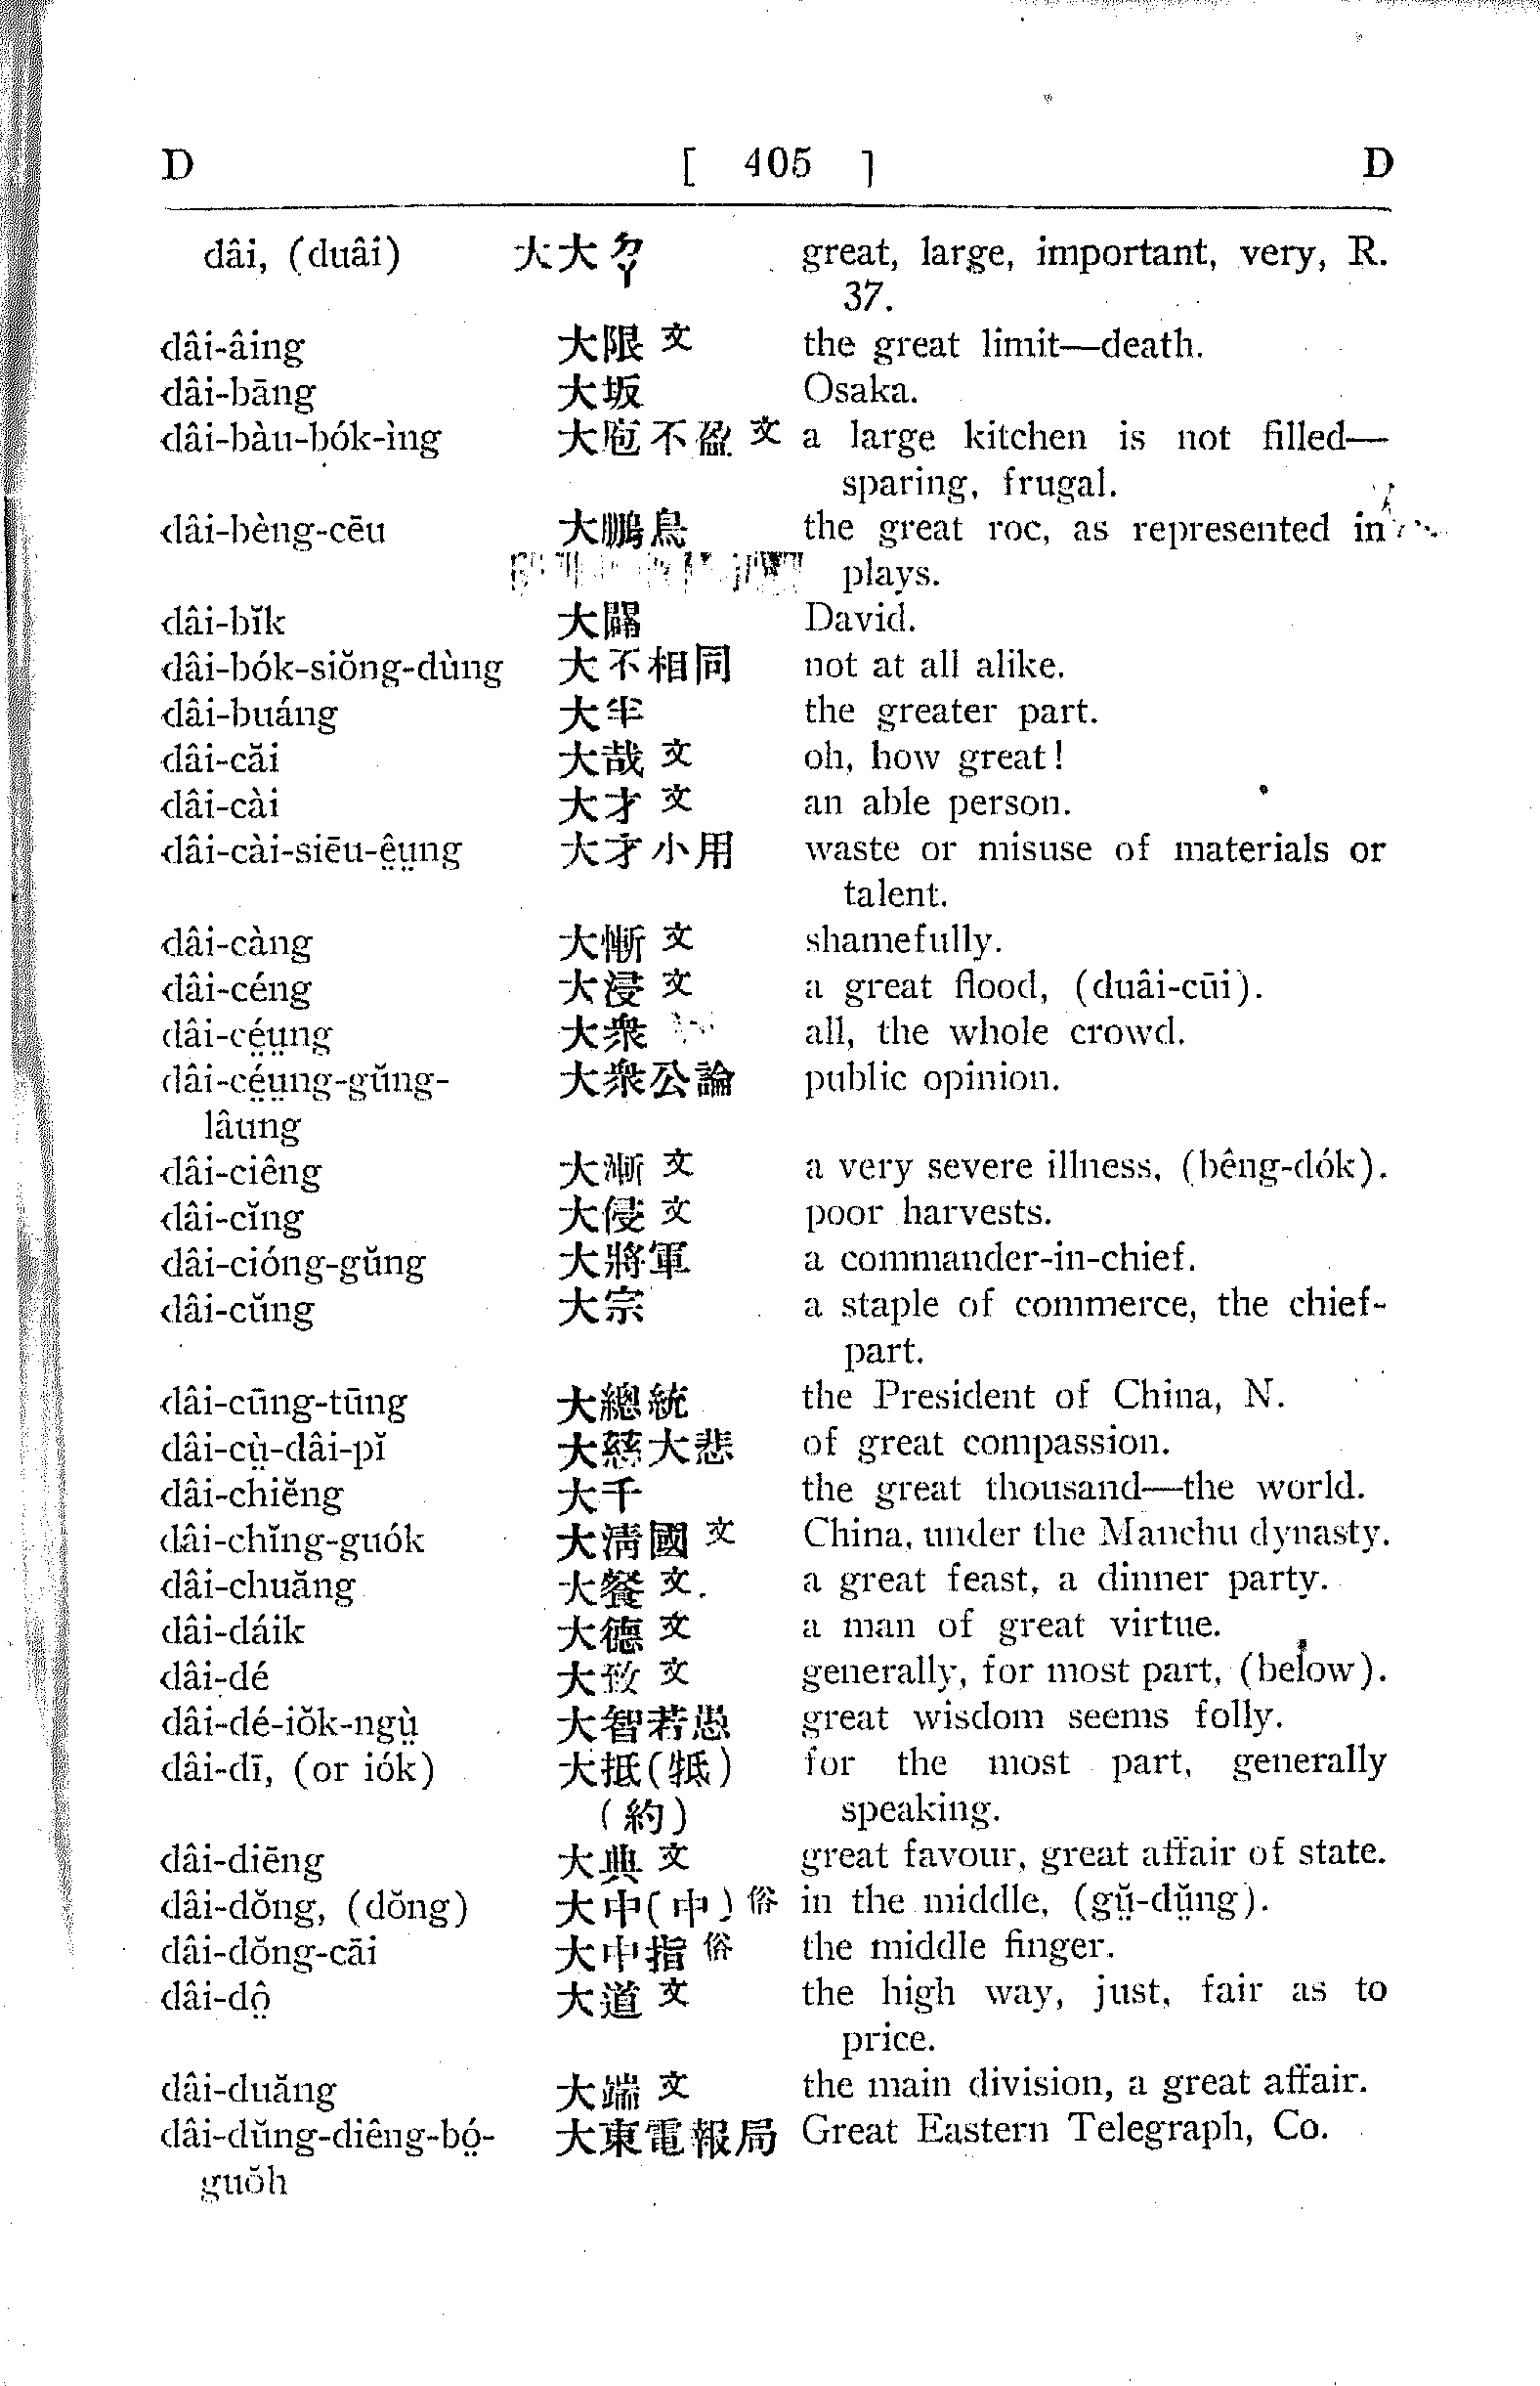 D [ 405 ] D
dâi, (duâi) 大大ㄉㄚ great, large, important, very, R.
37.
dâi-âing 大限文 the great limit—death.
dâi-bāng 大坂 Osaka.
dâi-bàu-bók-ìng 大庖不盈文 a large kitchen is not filled—
sparing, frugal.
dâi-bèng-cēu 大鵬鳥 the great roc, as represented in
plays.
dâi-bĭk 大闢 David.
dâi-bók-siŏng-dùng 大不相同 not at all alike.
dâi-buáng 大半 the greater part.
dâi-căi 大哉文 oh, how great!
dâi-cài 大才文 an able person.
dâi-cài-siēu-ê̤ṳng 大才小用 waste or misuse of materials or
talent.
dâi-càng 大慚文 shamefully.
dâi-céng 大浸文 a great flood, (duâi-cūi).
dâi-cé̤ṳng 大衆 all, the whole crowd.
dâi-cé̤ṳng-gŭng- 大衆公論 public opinion.
lâung
dâi-ciêng 大漸文 a very severe illness, (bêng-dók).
dâi-cĭng 大侵文 poor harvests.
dâi-cióng-gŭng 大將軍 a commander-in-chief.
dâi-cŭng 大宗 a staple of commerce, the chief-
part.
dâi-cūng-tūng 大總統 the President of China, N.
dâi-cṳ̀-dâi-pĭ 大慈大悲 of great compassion.
dâi-chiĕng 大千 the great thousand—the world.
dâi-chĭng-guók 大清國文 China, under the Manchu dynasty.
dâi-chuăng 大餐文. a great feast, a dinner party.
dâi-dáik 大德文 a man of great virtue.
dâi-dé 大致文 generally, for most part, (below).
dâi-dé-iŏk-ngṳ̀ 大智若愚 great wisdom seems folly.
dâi-dī, (or iók) 大抵(牴) for the most part, generally
(約) speaking.
dâi-diēng 大典文 great favour, great affair of state.
dâi-dŏng, (dŏng) 大中(中)俗 in the middle, (gṳ̆-dṳ̆ng).
dâi-dŏng-cāi 大中指俗 the middle finger.
dâi-dô̤ 大道文 the high way, just, fair as to
price.
dâi-duăng 大端文 the main division, a great affair.
dâi-dŭng-diêng-bó̤- 大東電報局 Great Eastern Telegraph, Co.
guŏh